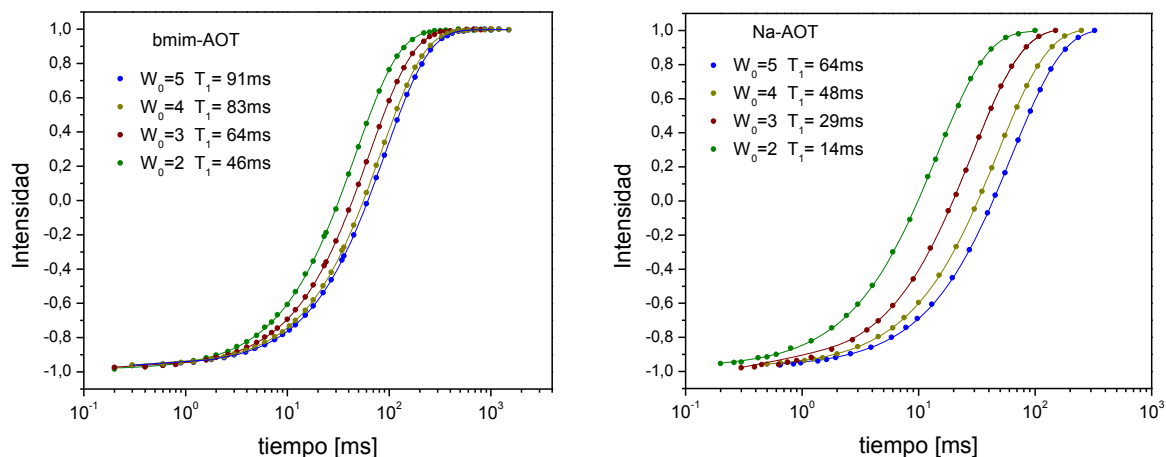 bmim-AOT
W₀=5 T₁= 91ms
W₀=4 T₁= 83ms
W₀=3 T₁= 64ms
W₀=2 T₁= 46ms
Intensidad
1,0
0,8
0,6
0,4
0,2
0,0
-0,2
-0,4
-0,6
-0,8
-1,0
10⁻¹ 10⁰ 10¹ 10² 10³
tiempo [ms]
Na-AOT
W₀=5 T₁= 64ms
W₀=4 T₁= 48ms
W₀=3 T₁= 29ms
W₀=2 T₁= 14ms
Intensidad
1,0
0,8
0,6
0,4
0,2
0,0
-0,2
-0,4
-0,6
-0,8
-1,0
10⁻¹ 10⁰ 10¹ 10² 10³
tiempo [ms]